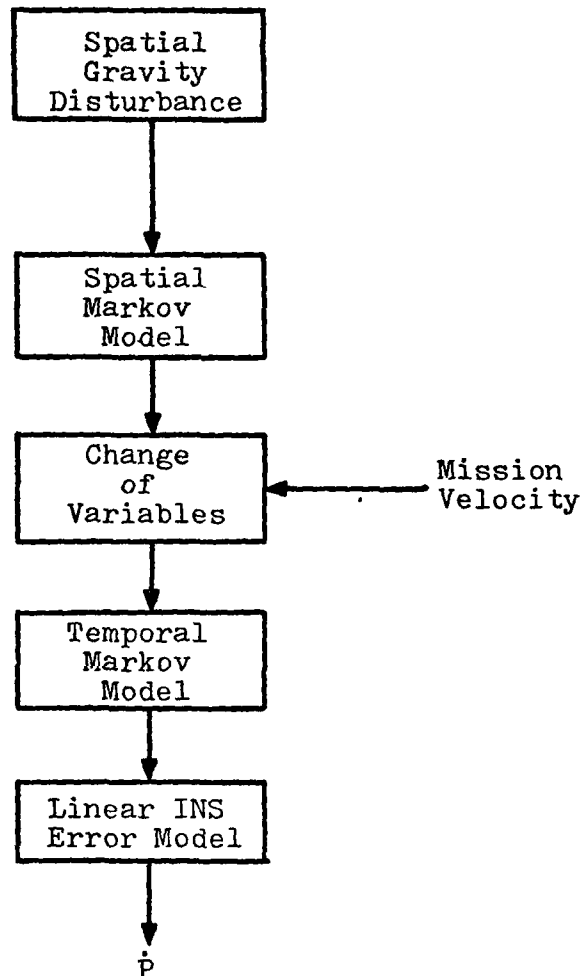 Spatial
Gravity
Disturbance
Spatial
Markov
Model
Change
of
Variables
Mission
Velocity
Temporal
Markov
Model
Linear INS
Error Model
Ṗ